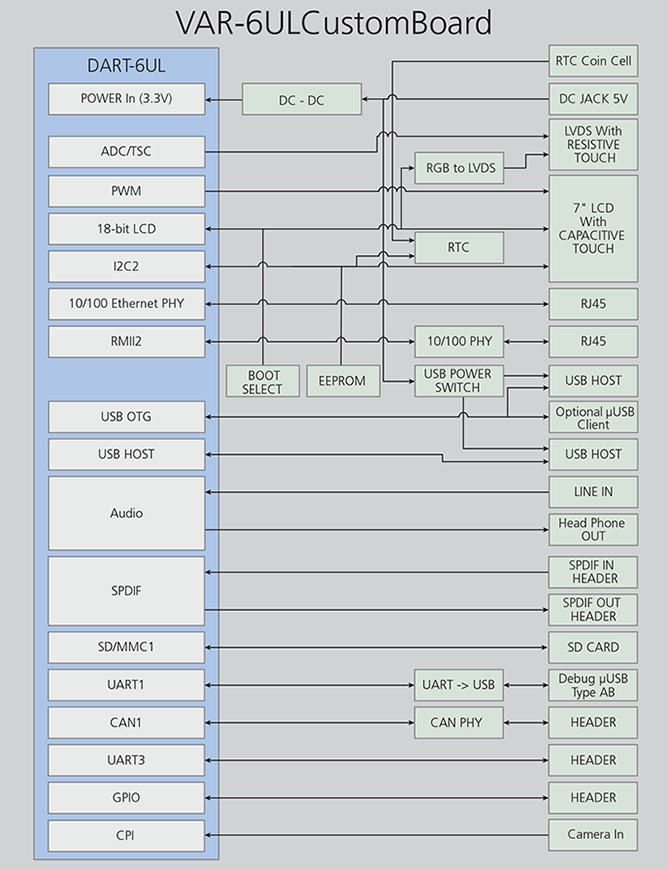 VAR-6ULCustomBoard
DART-6UL
RTC Coin Cell
POWER In (3.3V)
DC - DC
DC JACK 5V
ADC/TSC
LVDS With
RESISTIVE
TOUCH
RGB to LVDS
PWM
18-bit LCD
7" LCD
With
CAPACITIVE
TOUCH
RTC
I2C2
10/100 Ethernet PHY
RJ45
RMII2
10/100 PHY
RJ45
BOOT
SELECT
EEPROM
USB POWER
SWITCH
USB HOST
USB OTG
Optional µUSB
Client
USB HOST
USB HOST
Audio
LINE IN
Head Phone
OUT
SPDIF
SPDIF IN
HEADER
SPDIF OUT
HEADER
SD/MMC1
SD CARD
UART1
UART -> USB
Debug µUSB
Type AB
CAN1
CAN PHY
HEADER
UART3
HEADER
GPIO
HEADER
CPI
Camera In